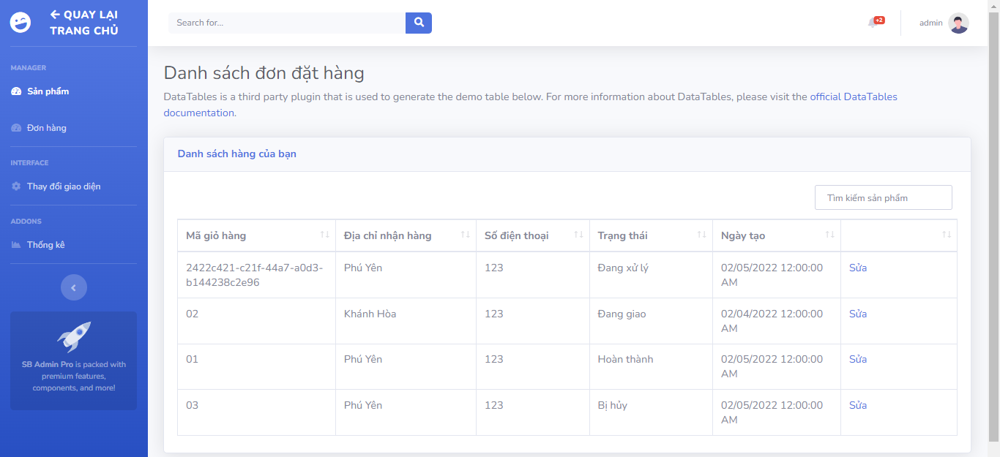 QUAY LẠI
TRANG CHỦ
MANAGER
Sản phẩm
Đơn hàng
INTERFACE
Thay đổi giao diện
ADDONS
Thống kê
SB Admin Pro is packed with
premium features,
components, and more!
Search for...
+2
admin
Danh sách đơn đặt hàng
DataTables is a third party plugin that is used to generate the demo table below. For more information about DataTables, please visit the official DataTables
documentation.
Danh sách hàng của bạn
Tìm kiếm sản phẩm
Mã giỏ hàng Địa chỉ nhận hàng Số điện thoại Trạng thái Ngày tạo
2422c421-c21f-44a7-a0d3- Phú Yên 123 Đang xử lý 02/05/2022 12:00:00 Sửa
b144238c2e96 AM
02 Khánh Hòa 123 Đang giao 02/04/2022 12:00:00 Sửa
AM
01 Phú Yên 123 Hoàn thành 02/05/2022 12:00:00 Sửa
AM
03 Phú Yên 123 Bị hủy 02/05/2022 12:00:00 Sửa
AM